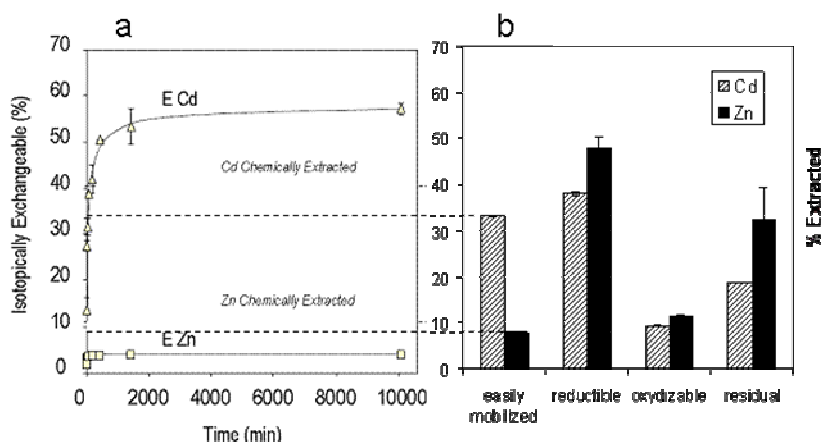 a
b
Isotopically Exchangeable (%)
70
60
50
40
30
20
10
0
E Cd
Cd Chemically Extracted
Zn Chemically Extracted
E Zn
0
2000
4000
6000
8000
10000
Time (min)
70
60
50
40
30
20
10
0
Cd
Zn
easily
mobilized
reductible
oxydizable
residual
% Extracted